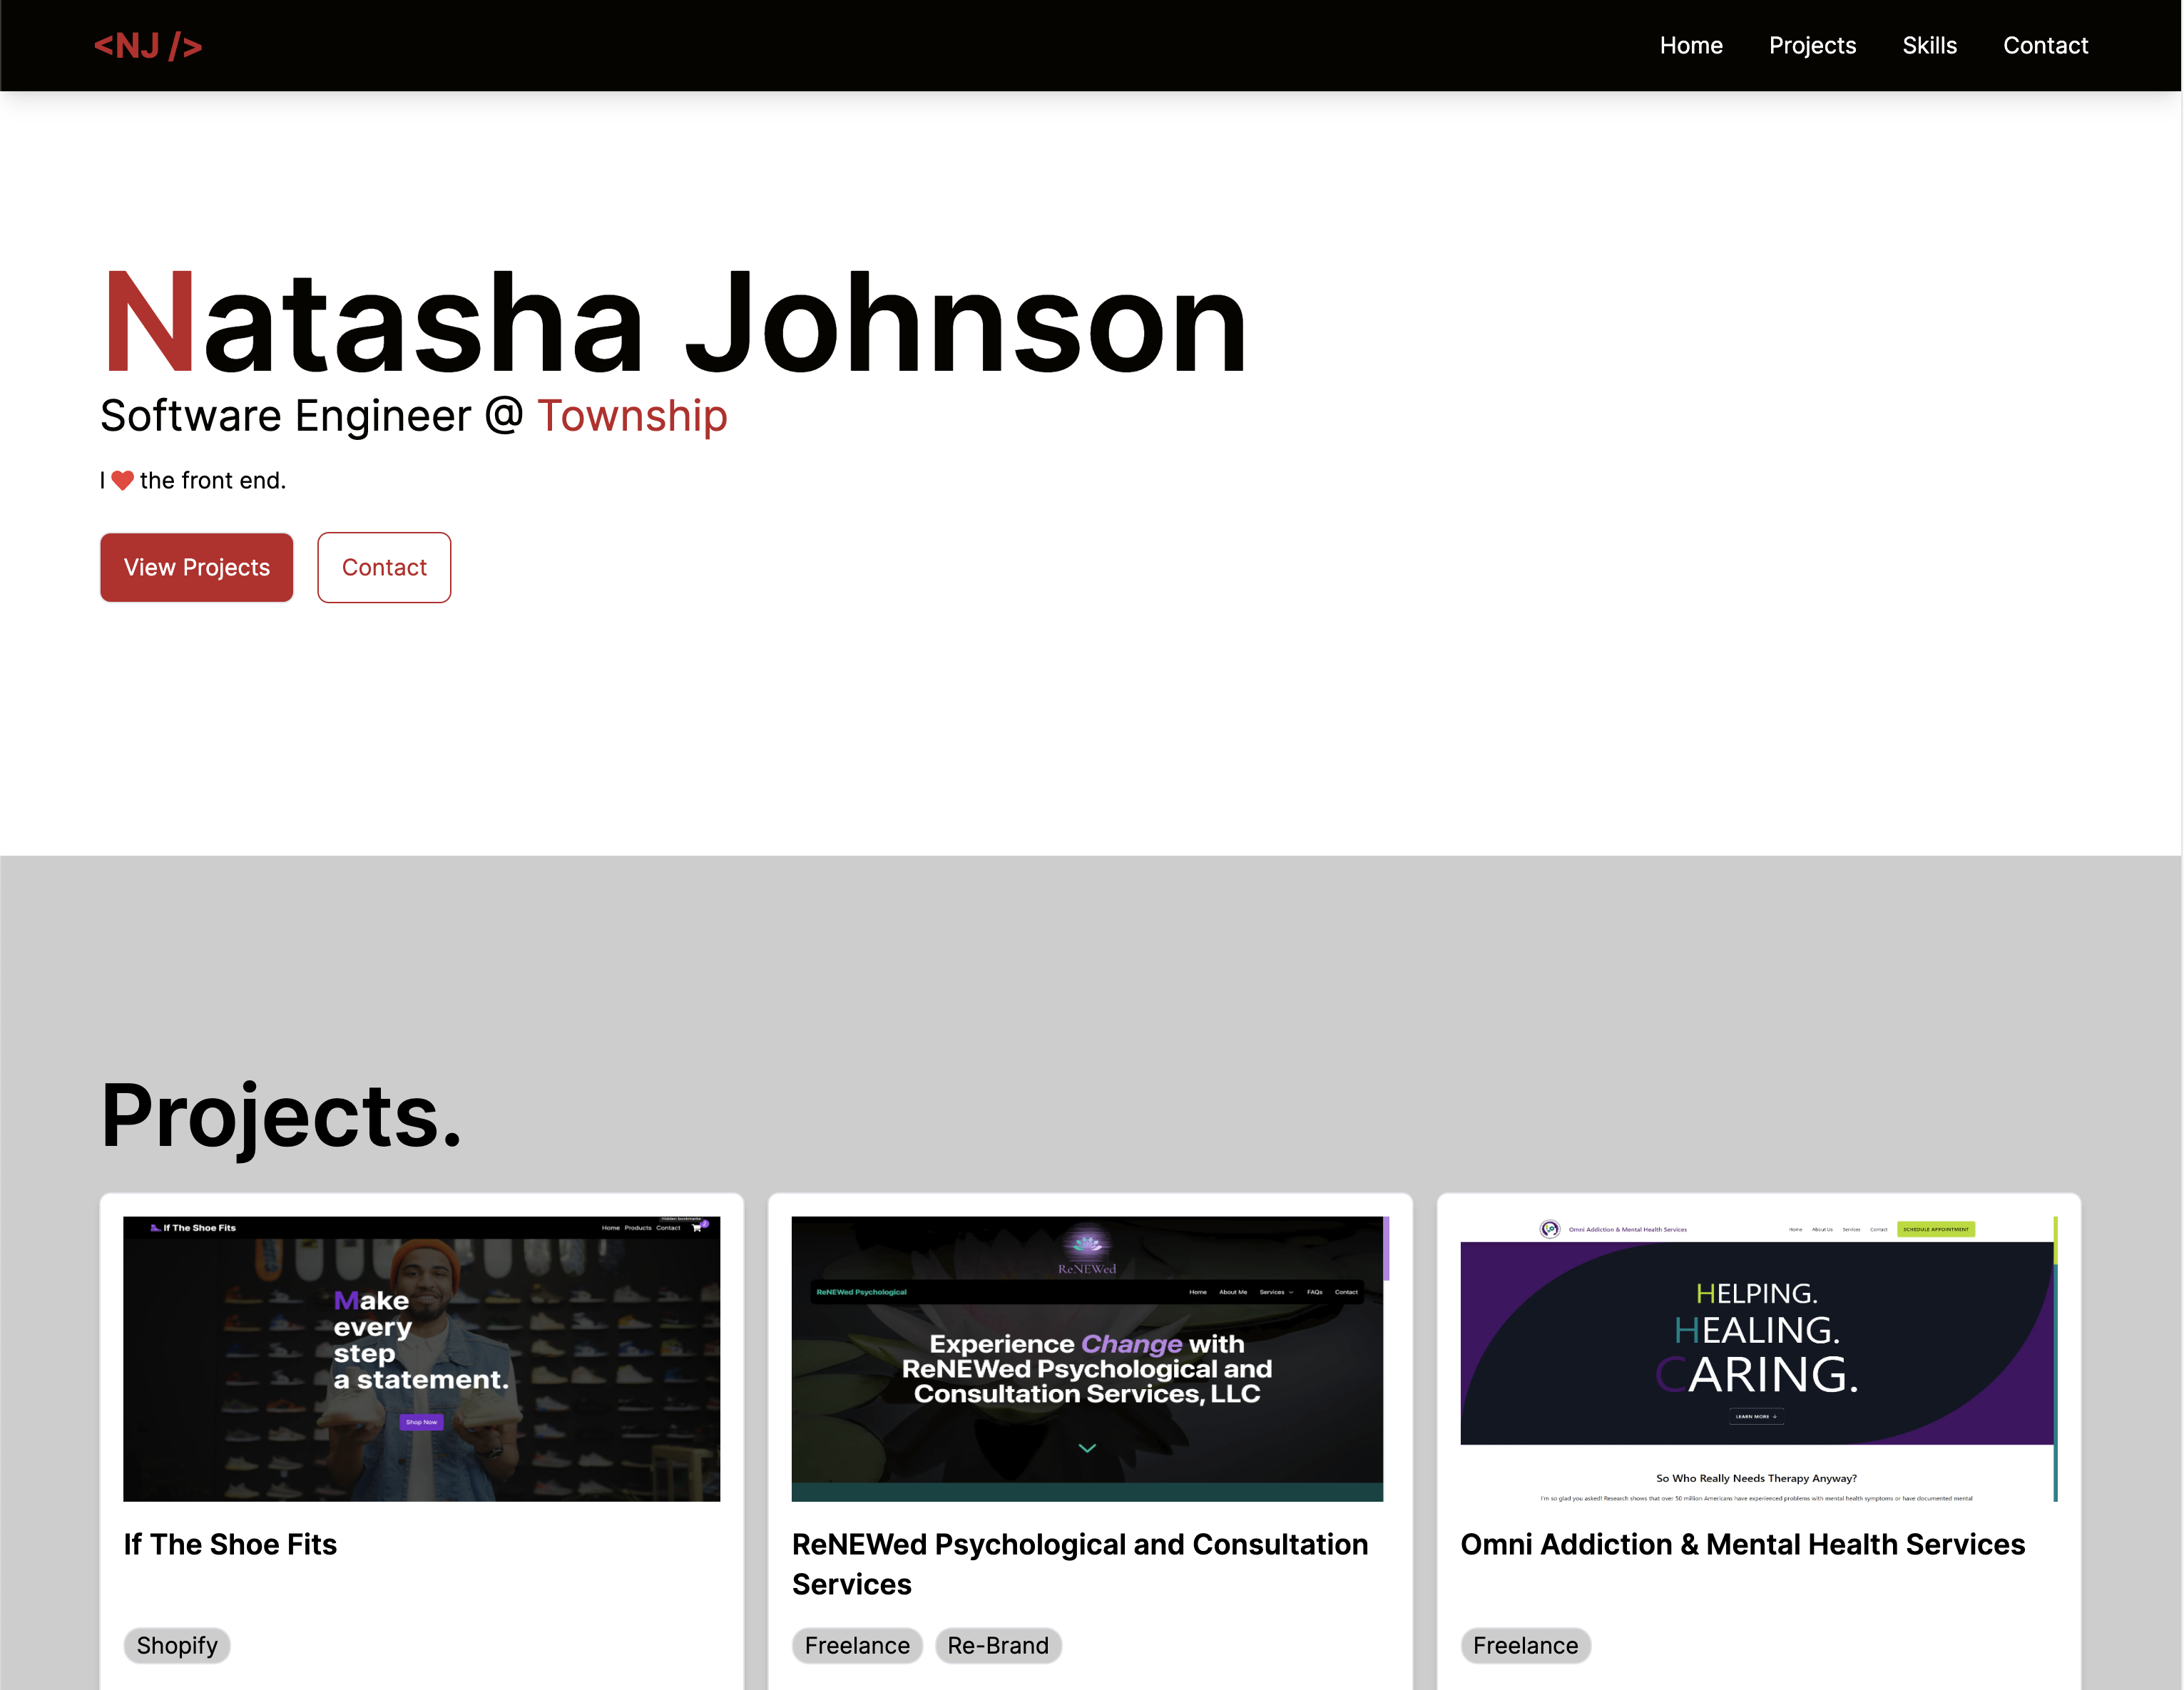 <NJ />
Home Projects Skills Contact
Natasha Johnson
Software Engineer @ Township
I ❤ the front end.
View Projects Contact
Projects.
If The Shoe Fits
Home Products Contact
Hidden bookmarks
2
Make
every
step
a statement.
Shop Now
If The Shoe Fits
Shopify
ReNEWed
ReNEWed Psychological
Home About Me Services FAQs Contact
Experience Change with
ReNEWed Psychological and
Consultation Services, LLC
ReNEWed Psychological and Consultation
Services
Freelance Re-Brand
Omni Addiction & Mental Health Services
Home About Us Services Contact SCHEDULE APPOINTMENT
HELPING.
HEALING.
CARING.
LEARN MORE
So Who Really Needs Therapy Anyway?
I'm so glad you asked! Research shows that over 50 million Americans have experienced problems with mental health symptoms or have documented mental
Omni Addiction & Mental Health Services
Freelance